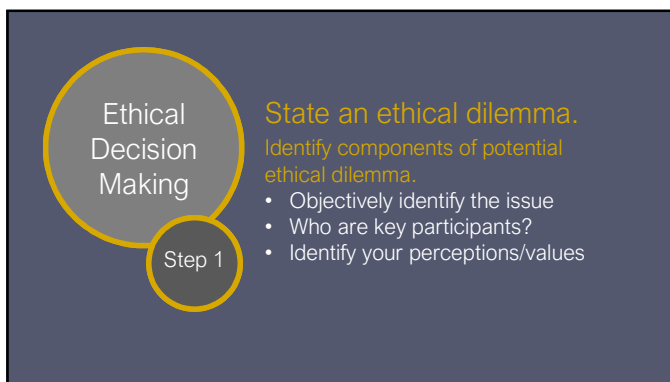 Ethical
Decision
Making
Step 1
State an ethical dilemma.
Identify components of potential
ethical dilemma.
• Objectively identify the issue
• Who are key participants?
• Identify your perceptions/values